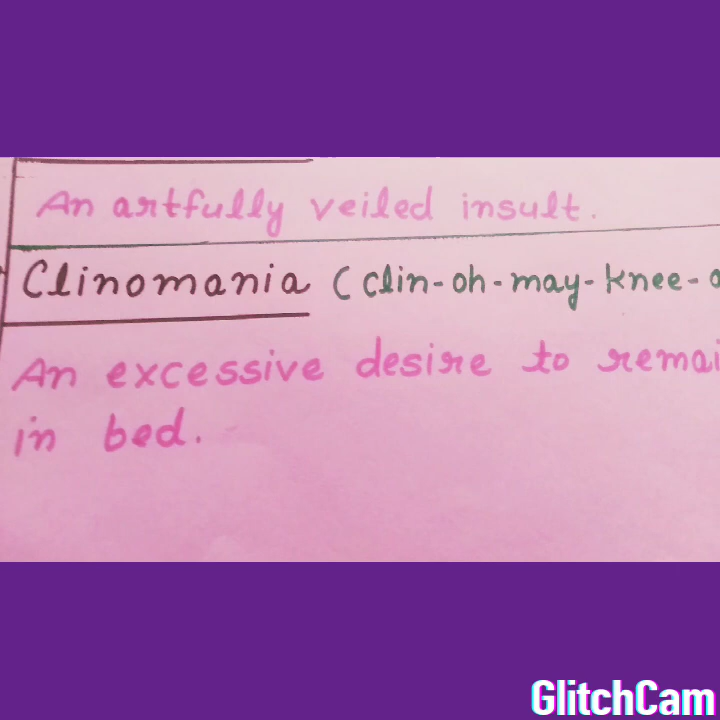 An artfully veiled insult.
Clinomania (clin-oh-may-knee-a
An excessive desire to remai
in bed.
GlitchCam